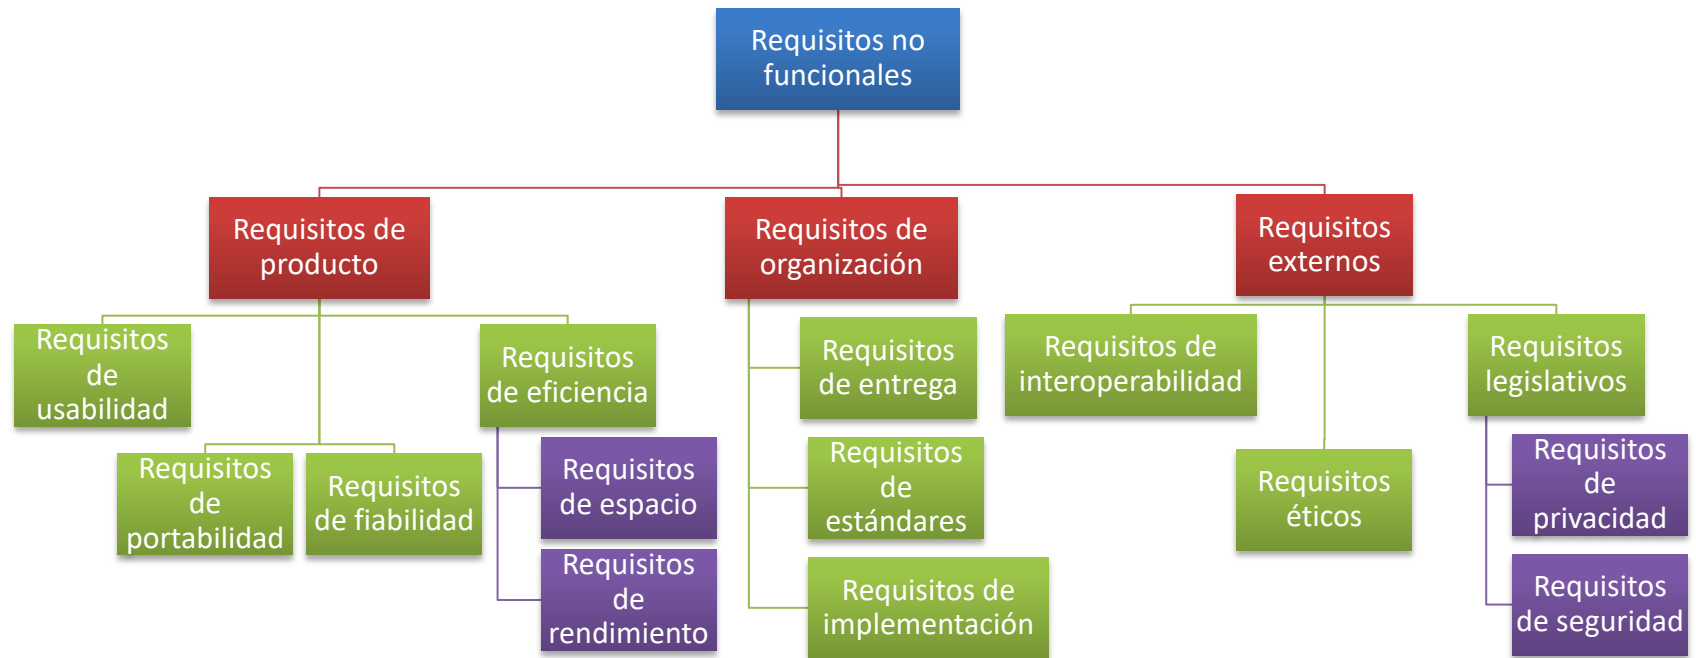 Requisitos no
funcionales
Requisitos de
producto
Requisitos de
organización
Requisitos
externos
Requisitos
de
usabilidad
Requisitos
de eficiencia
Requisitos
de
portabilidad
Requisitos
de fiabilidad
Requisitos
de espacio
Requisitos
de
rendimiento
Requisitos
de entrega
Requisitos
de
estándares
Requisitos de
implementación
Requisitos de
interoperabilidad
Requisitos
éticos
Requisitos
legislativos
Requisitos
de
privacidad
Requisitos
de seguridad